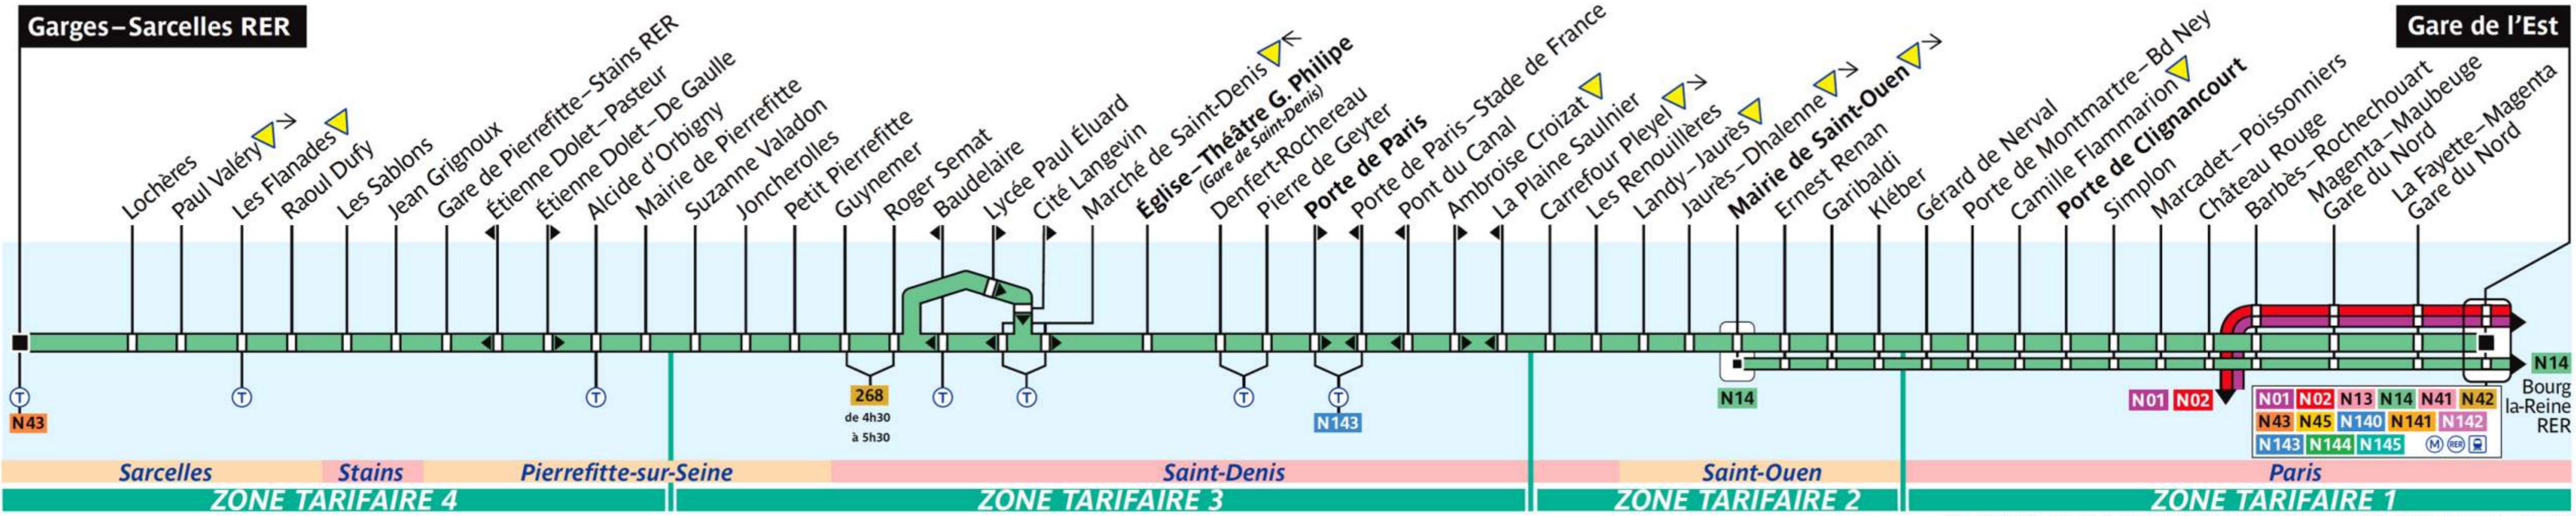 Garges–Sarcelles RER
Lochères
Paul Valéry
Les Flanades
Raoul Dufy
Les Sablons
Jean Grignoux
Gare de Pierrefitte–Stains RER
Étienne Dolet–Pasteur
Étienne Dolet–De Gaulle
Alcide d'Orbigny
Mairie de Pierrefitte
Suzanne Valadon
Joncherolles
Petit Pierrefitte
Guynemer
Roger Semat
Baudelaire
Lycée Paul Éluard
Cité Langevin
Marché de Saint-Denis
Église–Théâtre G. Philipe
(Gare de Saint-Denis)
Denfert-Rochereau
Pierre de Geyter
Porte de Paris
Porte de Paris–Stade de France
Pont du Canal
Ambroise Croizat
La Plaine Saulnier
Carrefour Pleyel
Les Renouillères
Landy–Jaurès
Jaurès–Dhalenne
Mairie de Saint-Ouen
Ernest Renan
Garibaldi
Kléber
Gérard de Nerval
Porte de Montmartre–Bd Ney
Camille Flammarion
Porte de Clignancourt
Simplon
Marcadet–Poissonniers
Château Rouge
Barbès–Rochechouart
Magenta–Maubeuge
Gare du Nord
La Fayette–Magenta
Gare du Nord
Gare de l'Est
T
N43
T
T
268
de 4h30
à 5h30
T
T
T
T
N143
N14
N01 N02
N01 N02 N13 N14 N41 N42
N43 N45 N140 N141 N142
N143 N144 N145 M RER
N14
Bourg
la-Reine
RER
Sarcelles
Stains
Pierrefitte-sur-Seine
Saint-Denis
Saint-Ouen
Paris
ZONE TARIFAIRE 4
ZONE TARIFAIRE 3
ZONE TARIFAIRE 2
ZONE TARIFAIRE 1